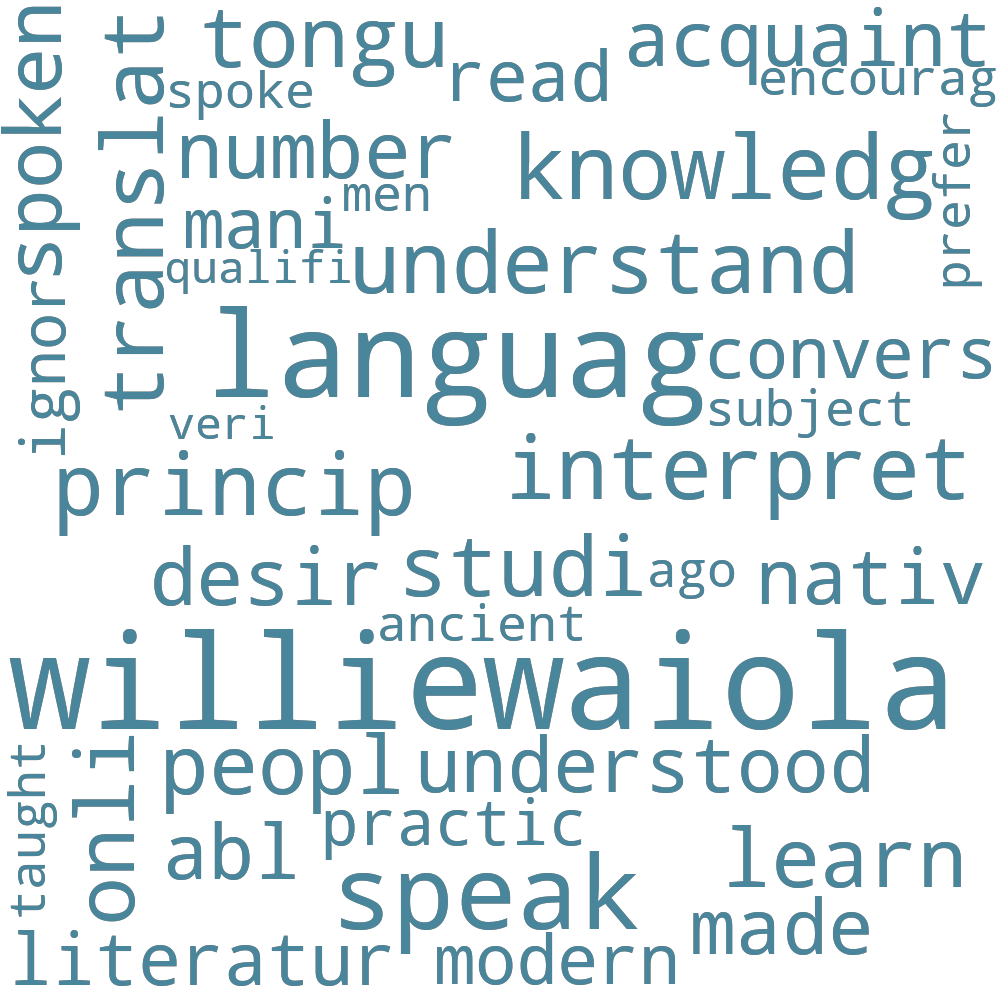 tongu
acquaint
spoken
translat
read
encourag
spoke
number
knowledg
prefer
men
mani
understand
qualifi
ignor
languag
convers
subject
veri
princip
interpret
desir
studi
ago
nativ
ancient
williewaiola
taught
onli
peopl
understood
practic
abl
learn
speak
made
literatur
modern